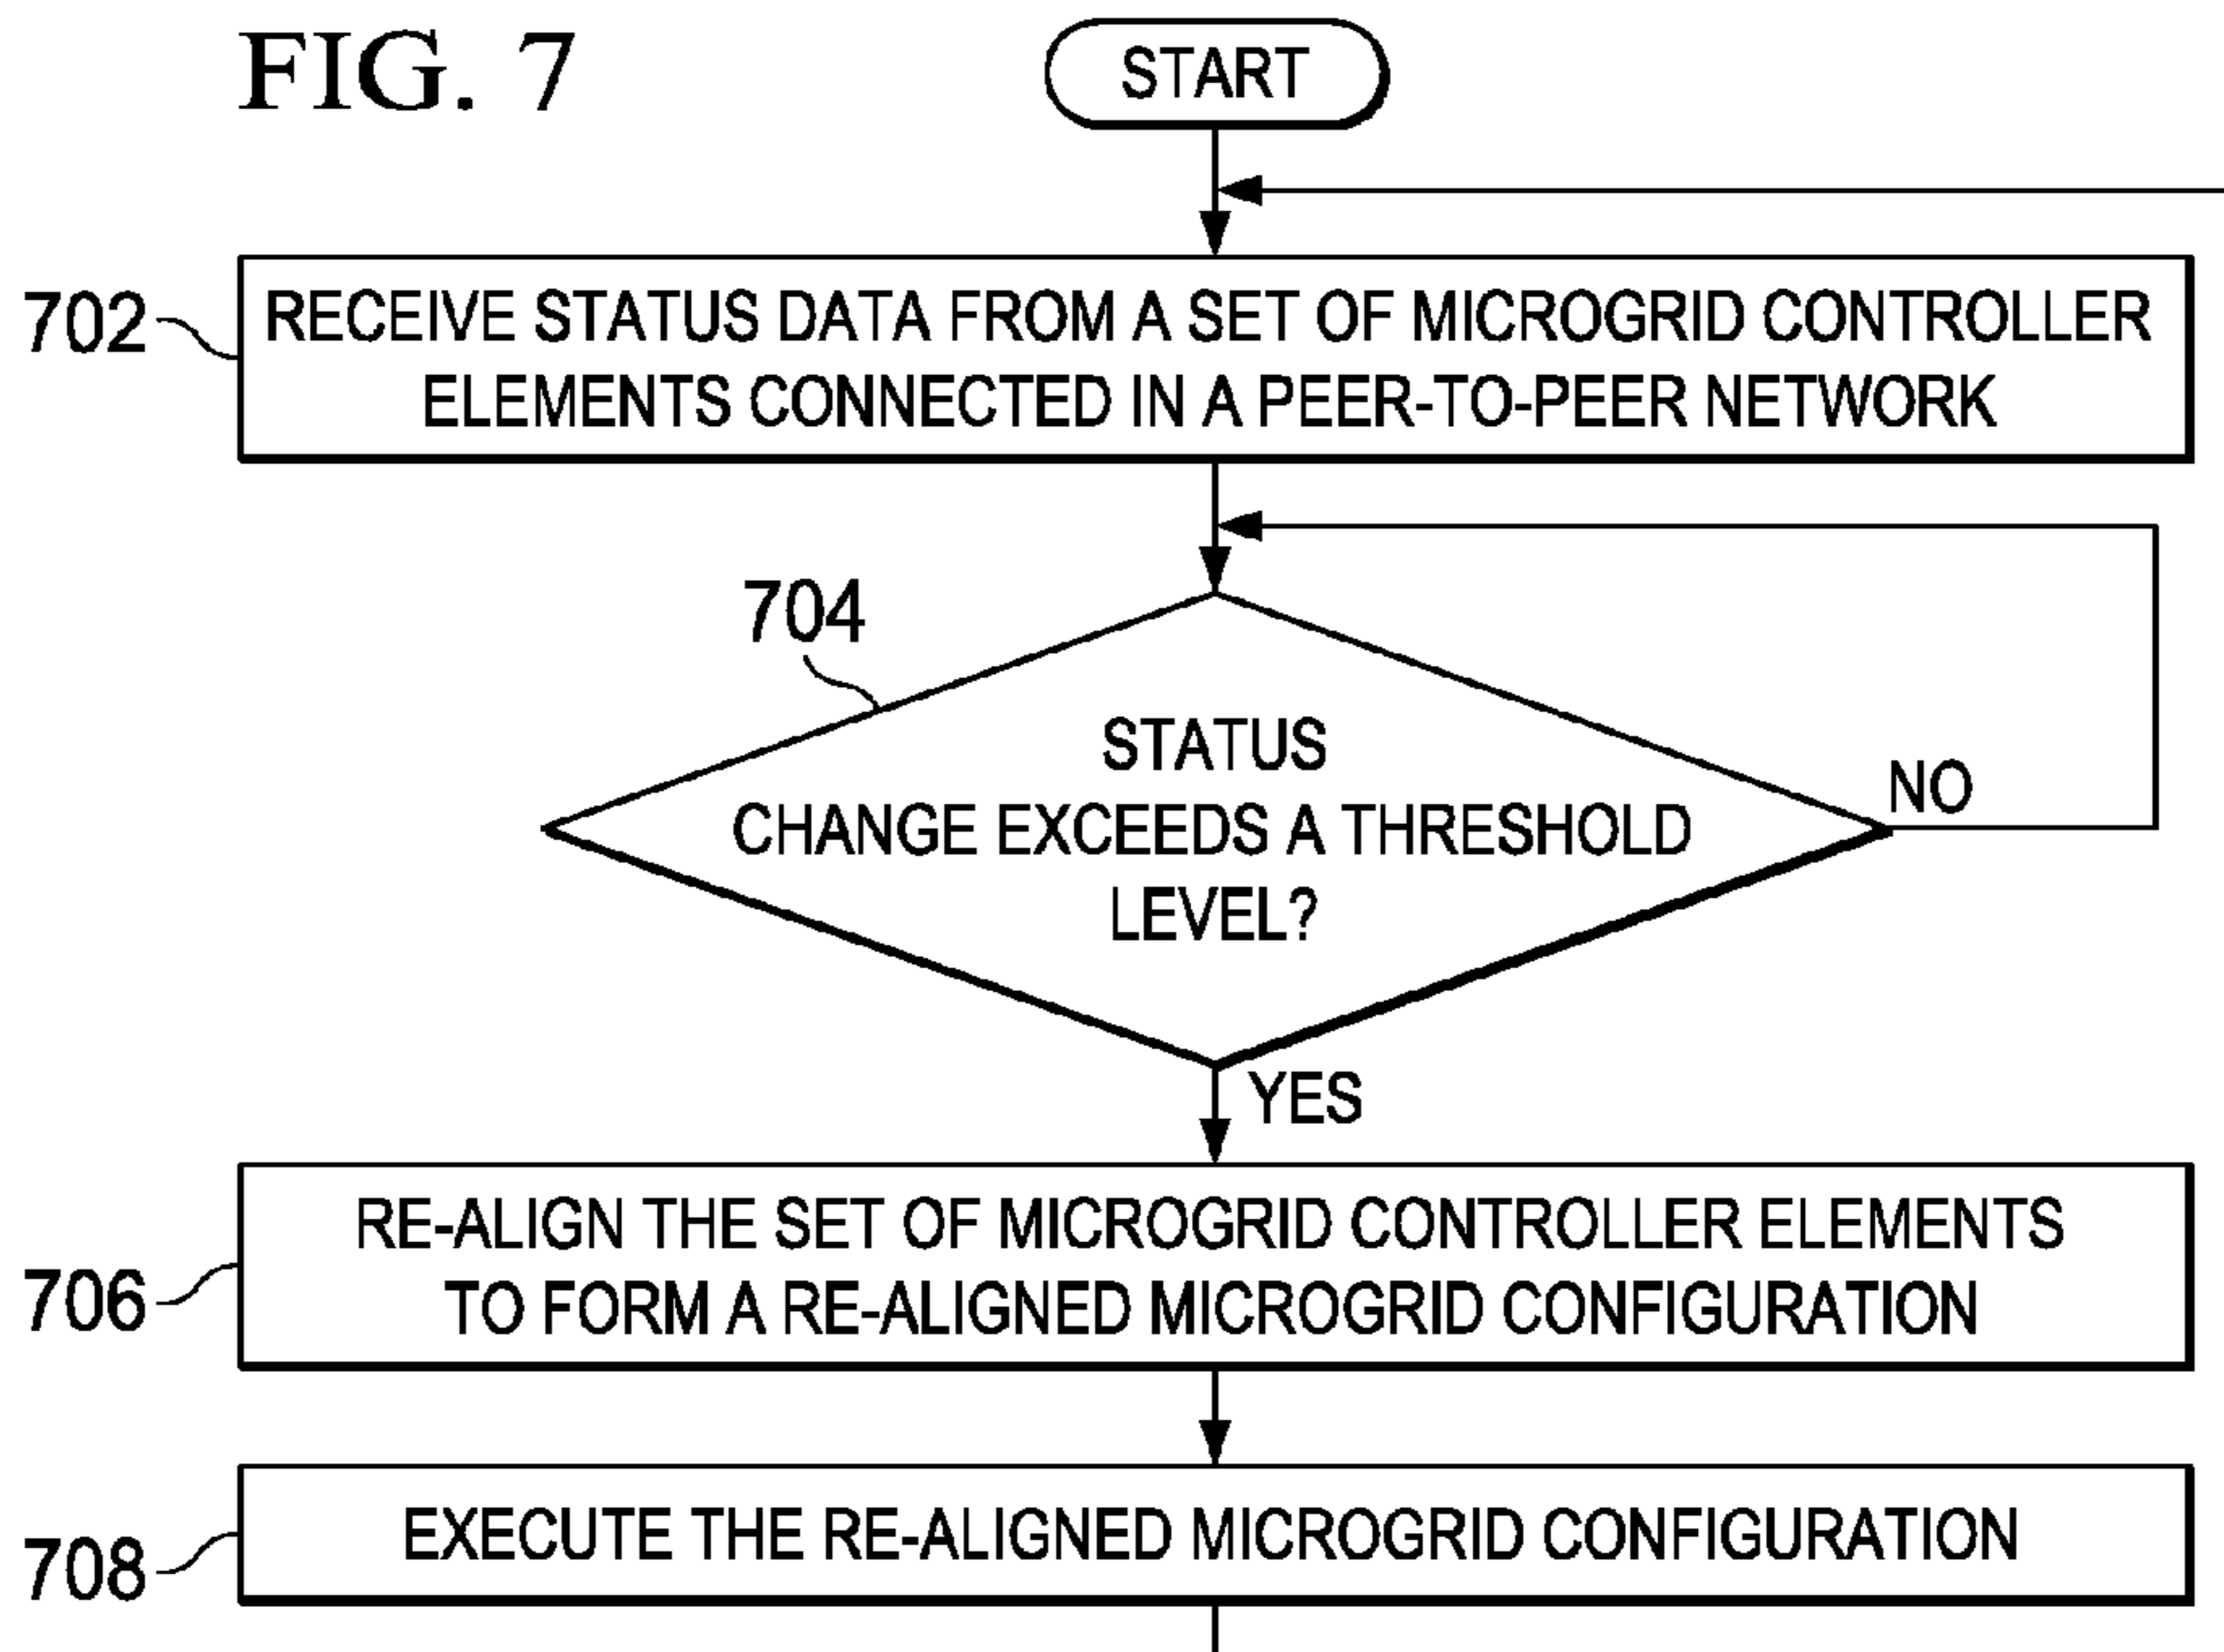 FIG. 7
START
702
RECEIVE STATUS DATA FROM A SET OF MICROGRID CONTROLLER
ELEMENTS CONNECTED IN A PEER-TO-PEER NETWORK
704
STATUS
CHANGE EXCEEDS A THRESHOLD
LEVEL?
NO
YES
706
RE-ALIGN THE SET OF MICROGRID CONTROLLER ELEMENTS
TO FORM A RE-ALIGNED MICROGRID CONFIGURATION
708
EXECUTE THE RE-ALIGNED MICROGRID CONFIGURATION